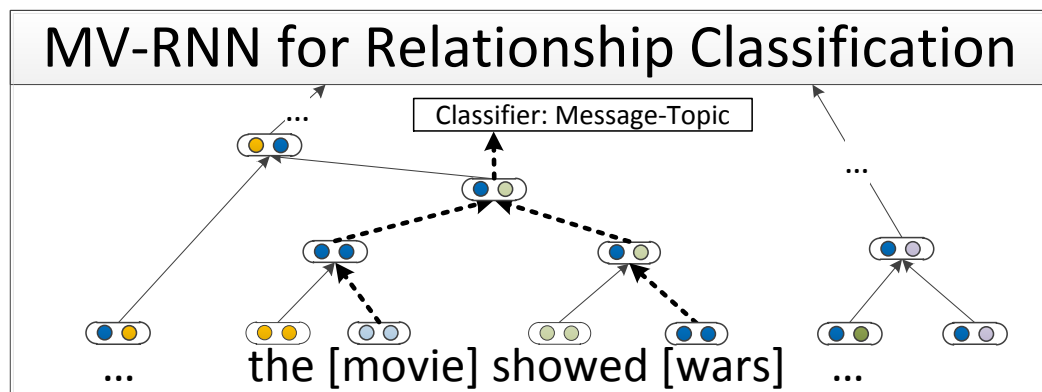 MV-RNN for Relationship Classification
...
Classifier: Message-Topic
...
... the [movie] showed [wars] ...